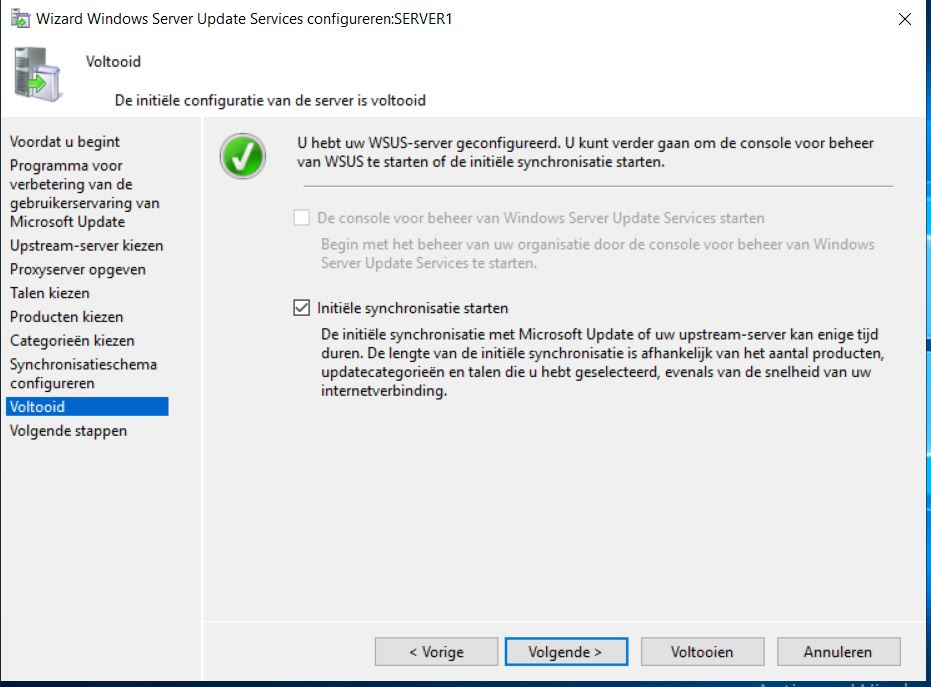 Wizard Windows Server Update Services configureren:SERVER1
Voltooid
De initiële configuratie van de server is voltooid
Voordat u begint
Programma voor
verbetering van de
gebruikerservaring van
Microsoft Update
Upstream-server kiezen
Proxyserver opgeven
Talen kiezen
Producten kiezen
Categorieën kiezen
Synchronisatieschema
configureren
Voltooid
Volgende stappen
U hebt uw WSUS-server geconfigureerd. U kunt verder gaan om de console voor beheer
van WSUS te starten of de initiële synchronisatie starten.
De console voor beheer van Windows Server Update Services starten
Begin met het beheer van uw organisatie door de console voor beheer van Windows
Server Update Services te starten.
Initiële synchronisatie starten
De initiële synchronisatie met Microsoft Update of uw upstream-server kan enige tijd
duren. De lengte van de initiële synchronisatie is afhankelijk van het aantal producten,
updatecategorieën en talen die u hebt geselecteerd, evenals van de snelheid van uw
internetverbinding.
< Vorige
Volgende >
Voltooien
Annuleren